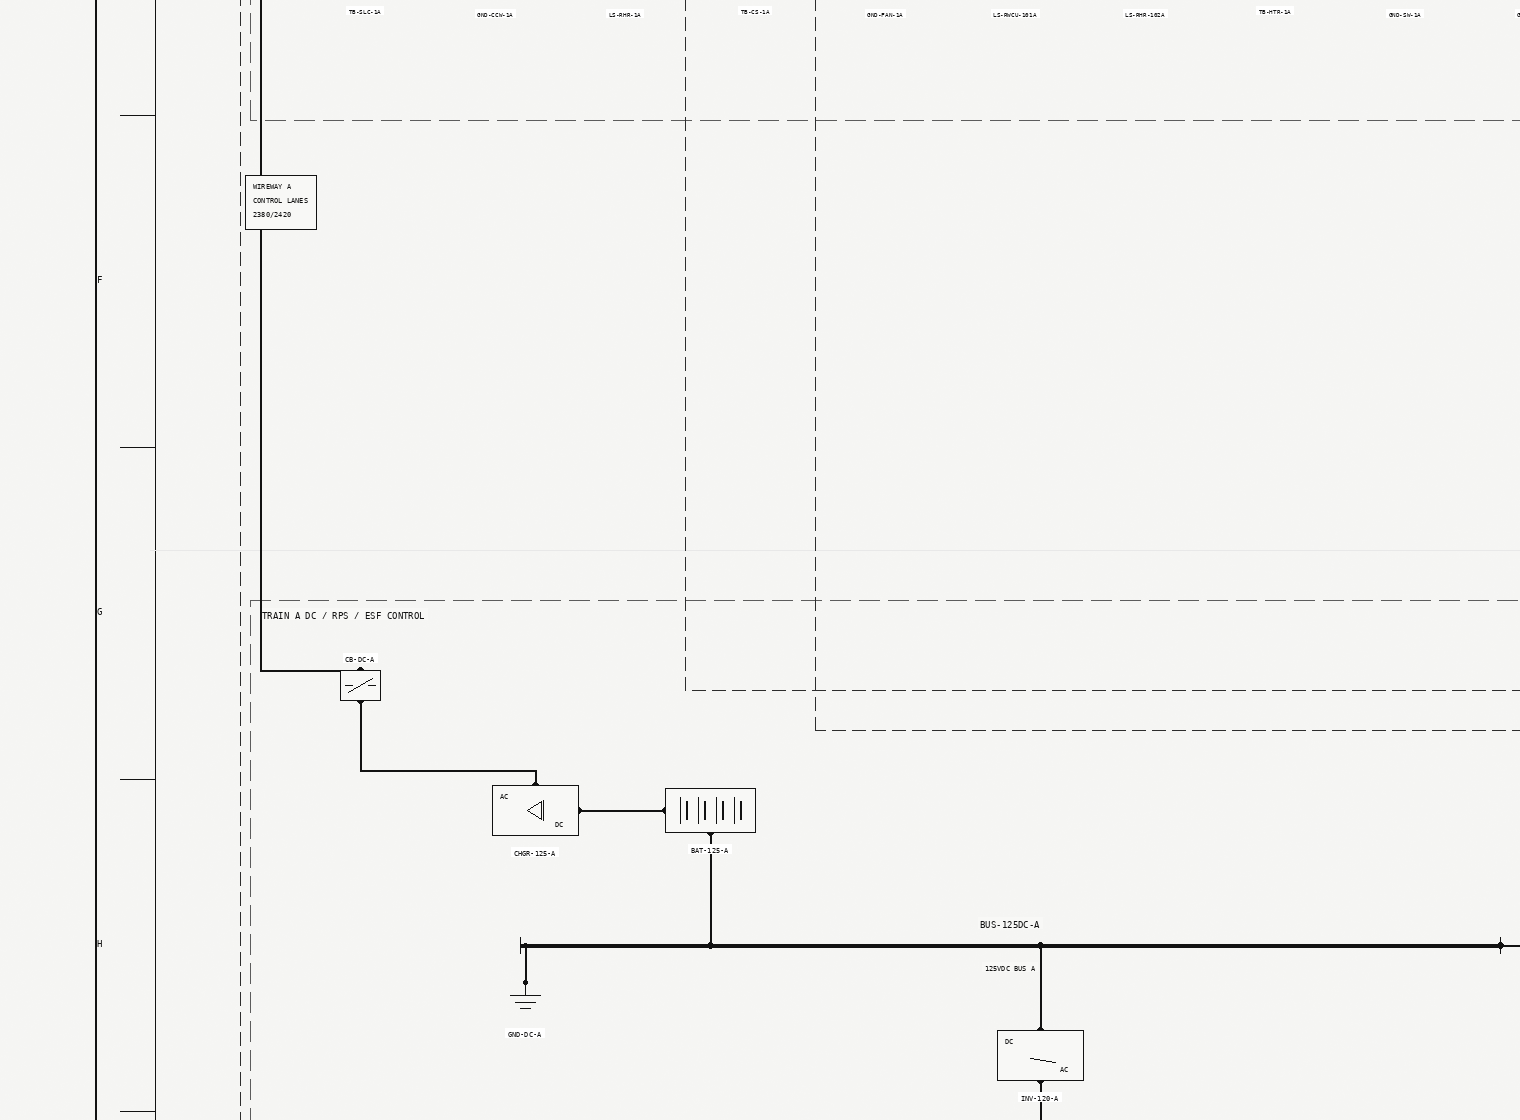 TB-SLC-1A
GND-CCW-1A
LS-RHR-1A
TB-CS-1A
GND-FAN-1A
LS-RWCU-101A
LS-RHR-102A
TB-HTR-1A
GND-SW-1A
WIREWAY A
CONTROL LANES
2380/2420
F
G
TRAIN A DC / RPS / ESF CONTROL
CB-DC-A
AC
DC
CHGR-125-A
BAT-125-A
BUS-125DC-A
H
125VDC BUS A
GND-DC-A
DC
AC
INV-120-A